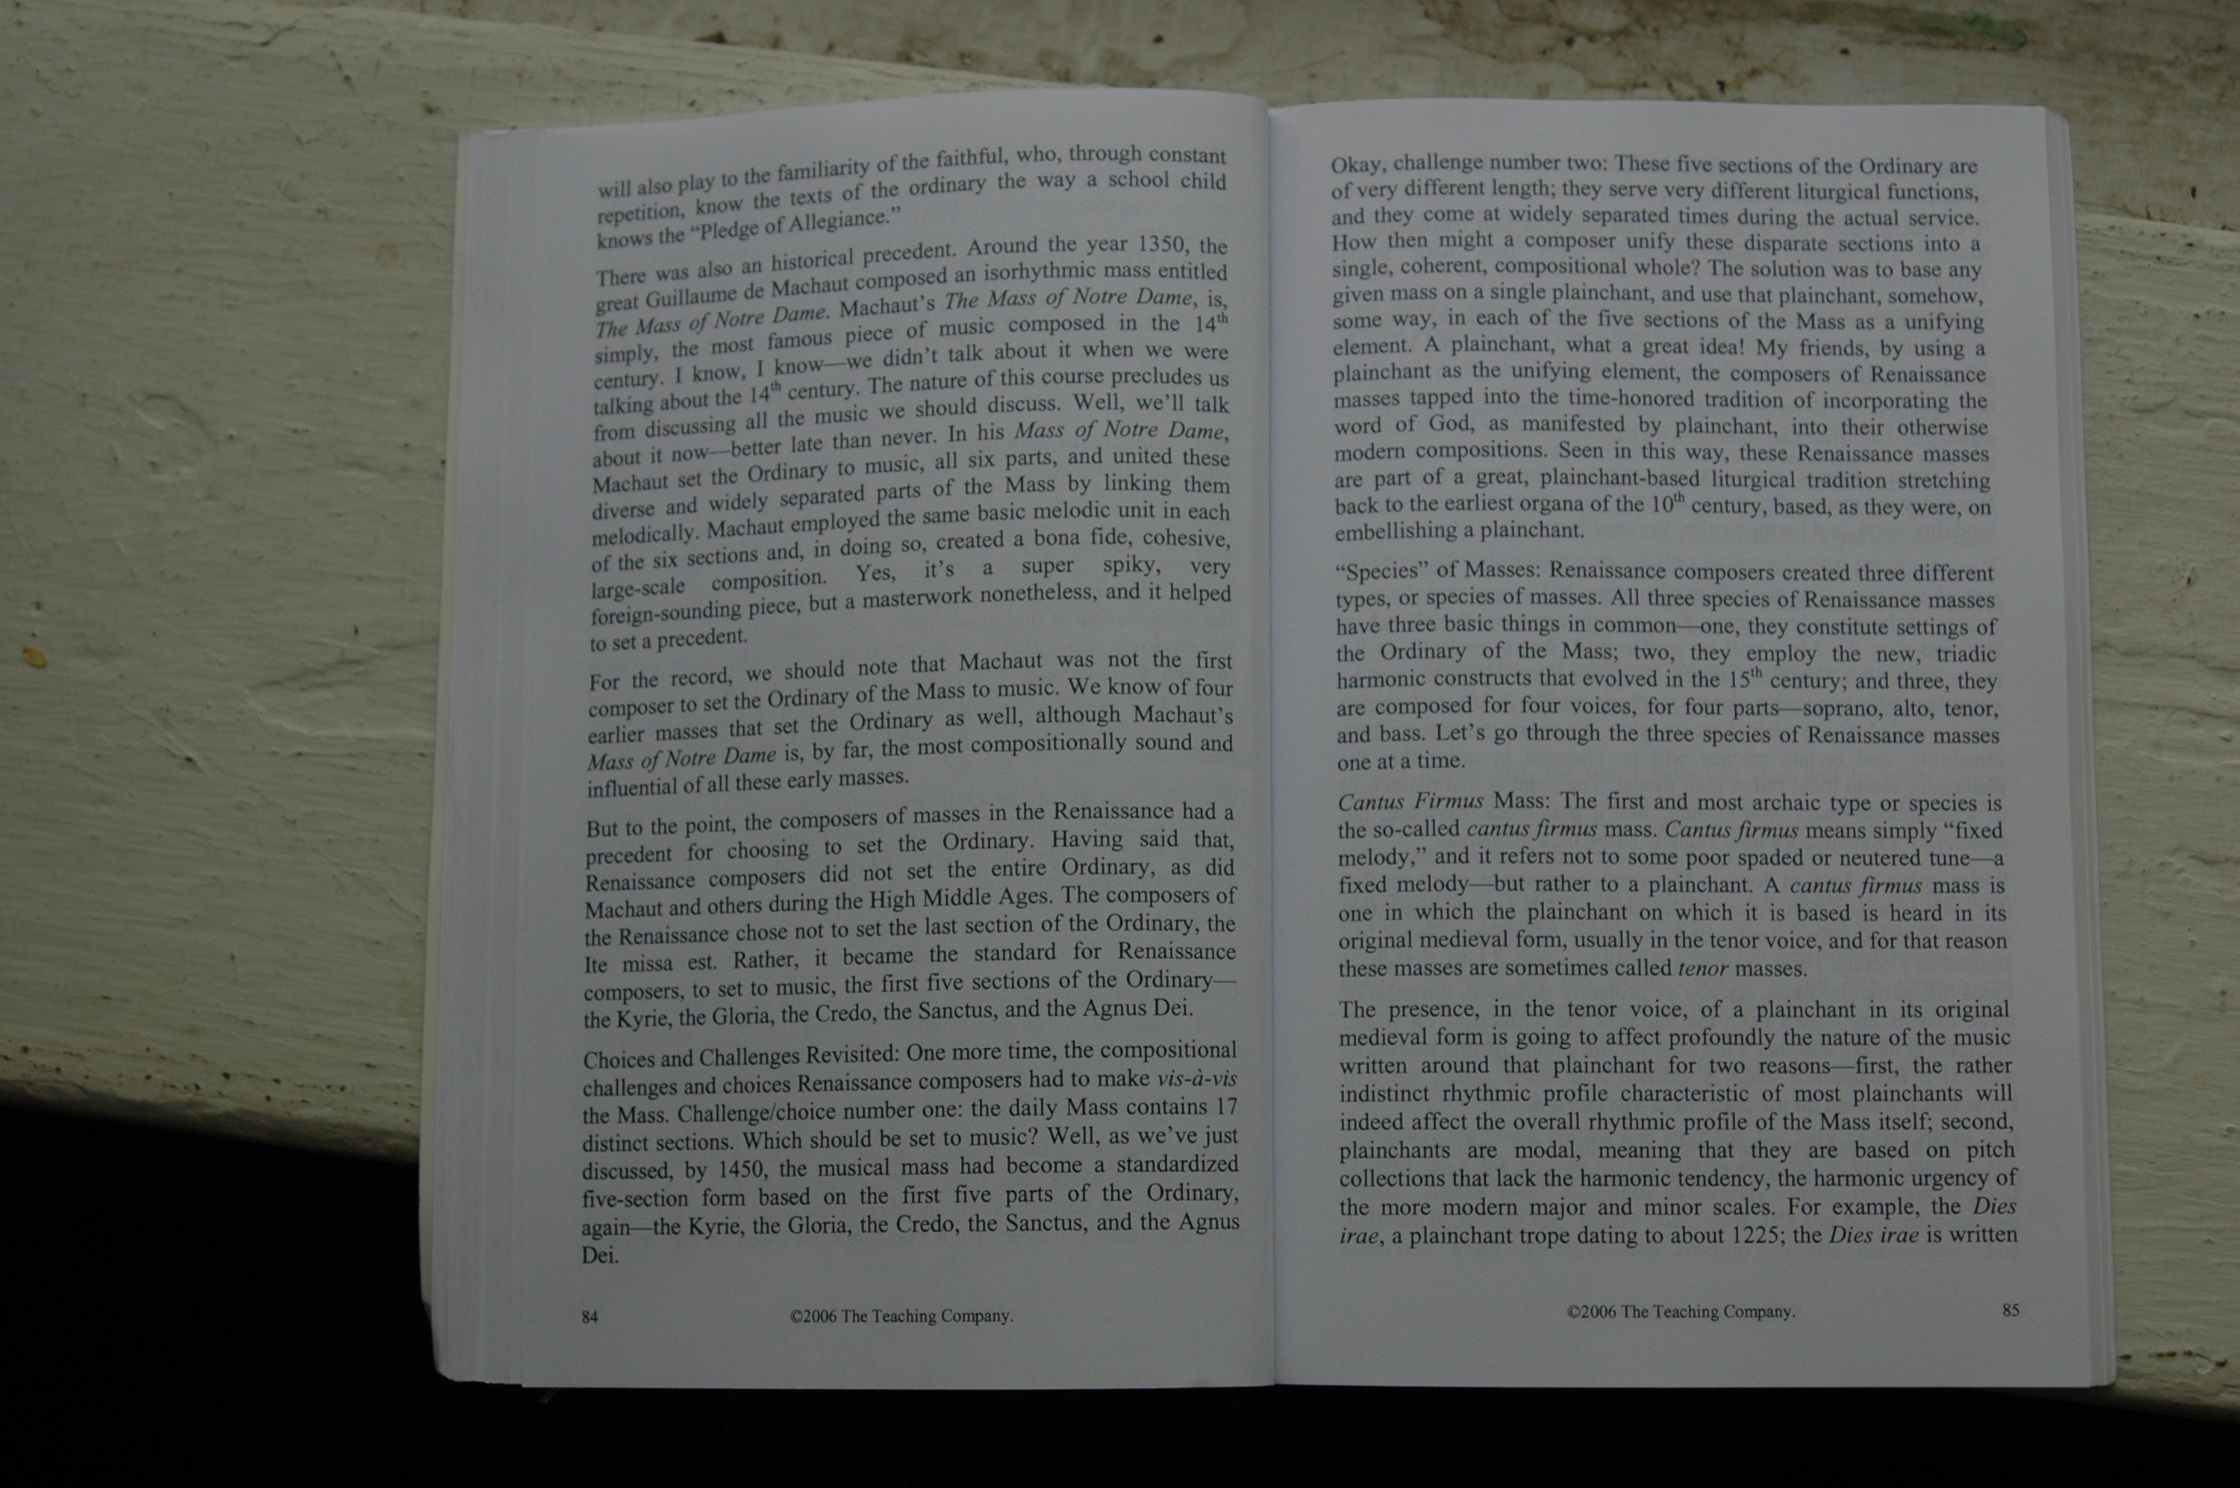 will also play to the familiarity of the faithful, who, through constant
repetition, know the texts of the ordinary the way a school child
knows the “Pledge of Allegiance.”
There was also an historical precedent. Around the year 1350, the
great Guillaume de Machaut composed an isorhythmic mass entitled
The Mass of Notre Dame. Machaut’s The Mass of Notre Dame, is,
simply, the most famous piece of music composed in the 14th
century. I know, I know—we didn’t talk about it when we were
talking about the 14th century. The nature of this course precludes us
from discussing all the music we should discuss. Well, we’ll talk
about it now—better late than never. In his Mass of Notre Dame,
Machaut set the Ordinary to music, all six parts, and united these
diverse and widely separated parts of the Mass by linking them
melodically. Machaut employed the same basic melodic unit in each
of the six sections and, in doing so, created a bona fide, cohesive,
large-scale composition. Yes, it’s a super spiky, very
foreign-sounding piece, but a masterwork nonetheless, and it helped
to set a precedent.
For the record, we should note that Machaut was not the first
composer to set the Ordinary of the Mass to music. We know of four
earlier masses that set the Ordinary as well, although Machaut’s
Mass of Notre Dame is, by far, the most compositionally sound and
influential of all these early masses.
But to the point, the composers of masses in the Renaissance had a
precedent for choosing to set the Ordinary. Having said that,
Renaissance composers did not set the entire Ordinary, as did
Machaut and others during the High Middle Ages. The composers of
the Renaissance chose not to set the last section of the Ordinary, the
Ite missa est. Rather, it became the standard for Renaissance
composers, to set to music, the first five sections of the Ordinary—
the Kyrie, the Gloria, the Credo, the Sanctus, and the Agnus Dei.
Choices and Challenges Revisited: One more time, the compositional
challenges and choices Renaissance composers had to make vis-à-vis
the Mass. Challenge/choice number one: the daily Mass contains 17
distinct sections. Which should be set to music? Well, as we’ve just
discussed, by 1450, the musical mass had become a standardized
five-section form based on the first five parts of the Ordinary,
again—the Kyrie, the Gloria, the Credo, the Sanctus, and the Agnus
Dei.
84 ©2006 The Teaching Company.
Okay, challenge number two: These five sections of the Ordinary are
of very different length; they serve very different liturgical functions,
and they come at widely separated times during the actual service.
How then might a composer unify these disparate sections into a
single, coherent, compositional whole? The solution was to base any
given mass on a single plainchant, and use that plainchant, somehow,
some way, in each of the five sections of the Mass as a unifying
element. A plainchant, what a great idea! My friends, by using a
plainchant as the unifying element, the composers of Renaissance
masses tapped into the time-honored tradition of incorporating the
word of God, as manifested by plainchant, into their otherwise
modern compositions. Seen in this way, these Renaissance masses
are part of a great, plainchant-based liturgical tradition stretching
back to the earliest organa of the 10th century, based, as they were, on
embellishing a plainchant.
“Species” of Masses: Renaissance composers created three different
types, or species of masses. All three species of Renaissance masses
have three basic things in common—one, they constitute settings of
the Ordinary of the Mass; two, they employ the new, triadic
harmonic constructs that evolved in the 15th century; and three, they
are composed for four voices, for four parts—soprano, alto, tenor,
and bass. Let’s go through the three species of Renaissance masses
one at a time.
Cantus Firmus Mass: The first and most archaic type or species is
the so-called cantus firmus mass. Cantus firmus means simply “fixed
melody,” and it refers not to some poor spaded or neutered tune—a
fixed melody—but rather to a plainchant. A cantus firmus mass is
one in which the plainchant on which it is based is heard in its
original medieval form, usually in the tenor voice, and for that reason
these masses are sometimes called tenor masses.
The presence, in the tenor voice, of a plainchant in its original
medieval form is going to affect profoundly the nature of the music
written around that plainchant for two reasons—first, the rather
indistinct rhythmic profile characteristic of most plainchants will
indeed affect the overall rhythmic profile of the Mass itself; second,
plainchants are modal, meaning that they are based on pitch
collections that lack the harmonic tendency, the harmonic urgency of
the more modern major and minor scales. For example, the Dies
irae, a plainchant trope dating to about 1225; the Dies irae is written
©2006 The Teaching Company. 85